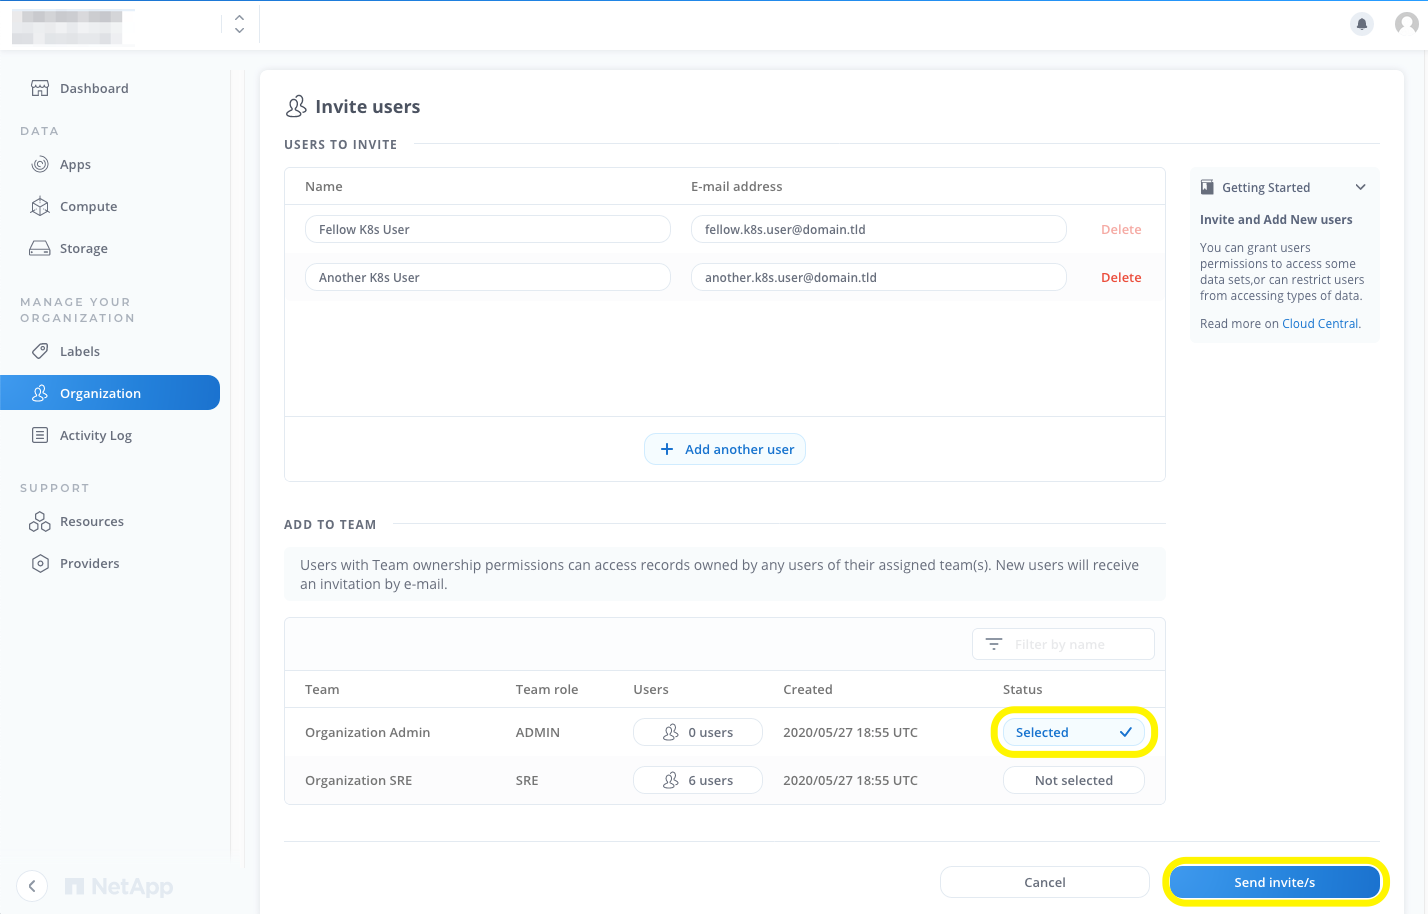 Dashboard
DATA
Apps
Compute
Storage
MANAGE YOUR
ORGANIZATION
Labels
Organization
Activity Log
SUPPORT
Resources
Providers
NetApp
Invite users
USERS TO INVITE
Name E-mail address
Fellow K8s User fellow.k8s.user@domain.tld Delete
Another K8s User another.k8s.user@domain.tld Delete
Add another user
Getting Started
Invite and Add New users
You can grant users
permissions to access some
data sets,or can restrict users
from accessing types of data.
Read more on Cloud Central.
ADD TO TEAM
Users with Team ownership permissions can access records owned by any users of their assigned team(s). New users will receive
an invitation by e-mail.
Filter by name
Team Team role Users Created Status
Organization Admin ADMIN 0 users 2020/05/27 18:55 UTC Selected
Organization SRE SRE 6 users 2020/05/27 18:55 UTC Not selected
Cancel Send invite/s